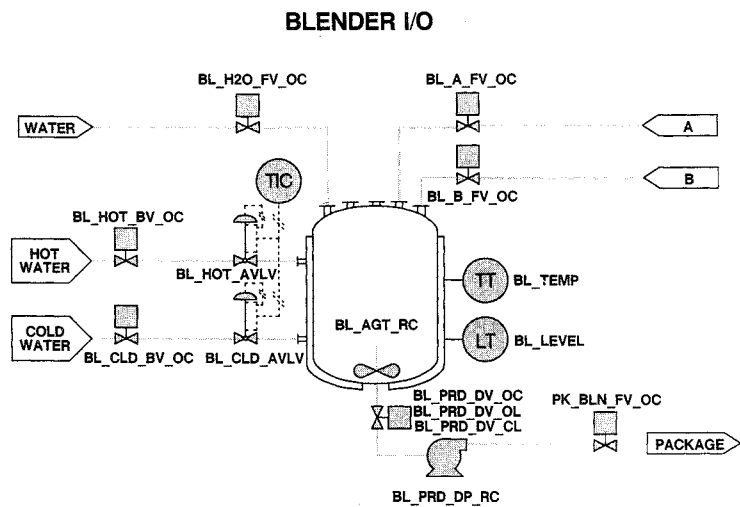 BLENDER I/O
BL_H2O_FV_OC
BL_A_FV_OC
WATER
A
TIC
B
BL_B_FV_OC
BL_HOT_BV_OC
HOT
WATER
BL_HOT_AVLV
TT
BL_TEMP
COLD
WATER
BL_AGT_RC
LT
BL_LEVEL
BL_CLD_BV_OC
BL_CLD_AVLV
BL_PRD_DV_OC
BL_PRD_DV_OL
BL_PRD_DV_CL
PK_BLN_FV_OC
PACKAGE
BL_PRD_DP_RC